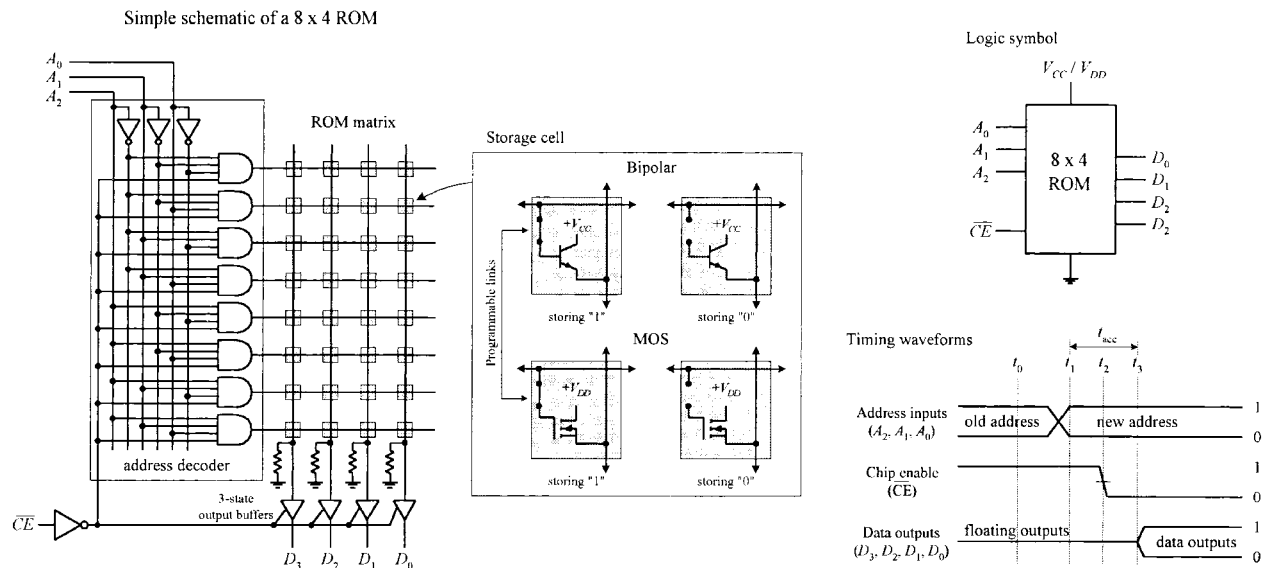 Simple schematic of a 8 x 4 ROM
A0
A1
A2
ROM matrix
address decoder
3-state
output buffers
CE
D3 D2 D1 D0
Storage cell
Bipolar
+VCC
+VCC
storing "1"
storing "0"
Programmable links
MOS
+VDD
+VDD
storing "1"
storing "0"
Logic symbol
VCC / VDD
A0
A1
A2
CE
8 x 4
ROM
D0
D1
D2
D2
Timing waveforms
tacc
t0 t1 t2 t3
Address inputs
(A2, A1, A0)
old address
new address
1
0
Chip enable
(CE)
1
0
Data outputs
(D3, D2, D1, D0)
floating outputs
data outputs
1
0